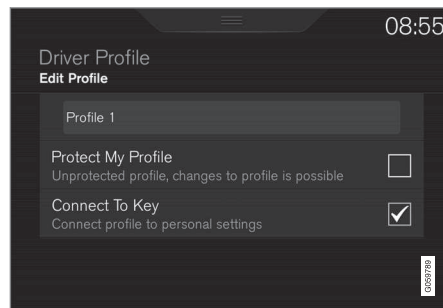 08:55
Driver Profile
Edit Profile
Profile 1
Protect My Profile
Unprotected profile, changes to profile is possible
Connect To Key
Connect profile to personal settings
G059789